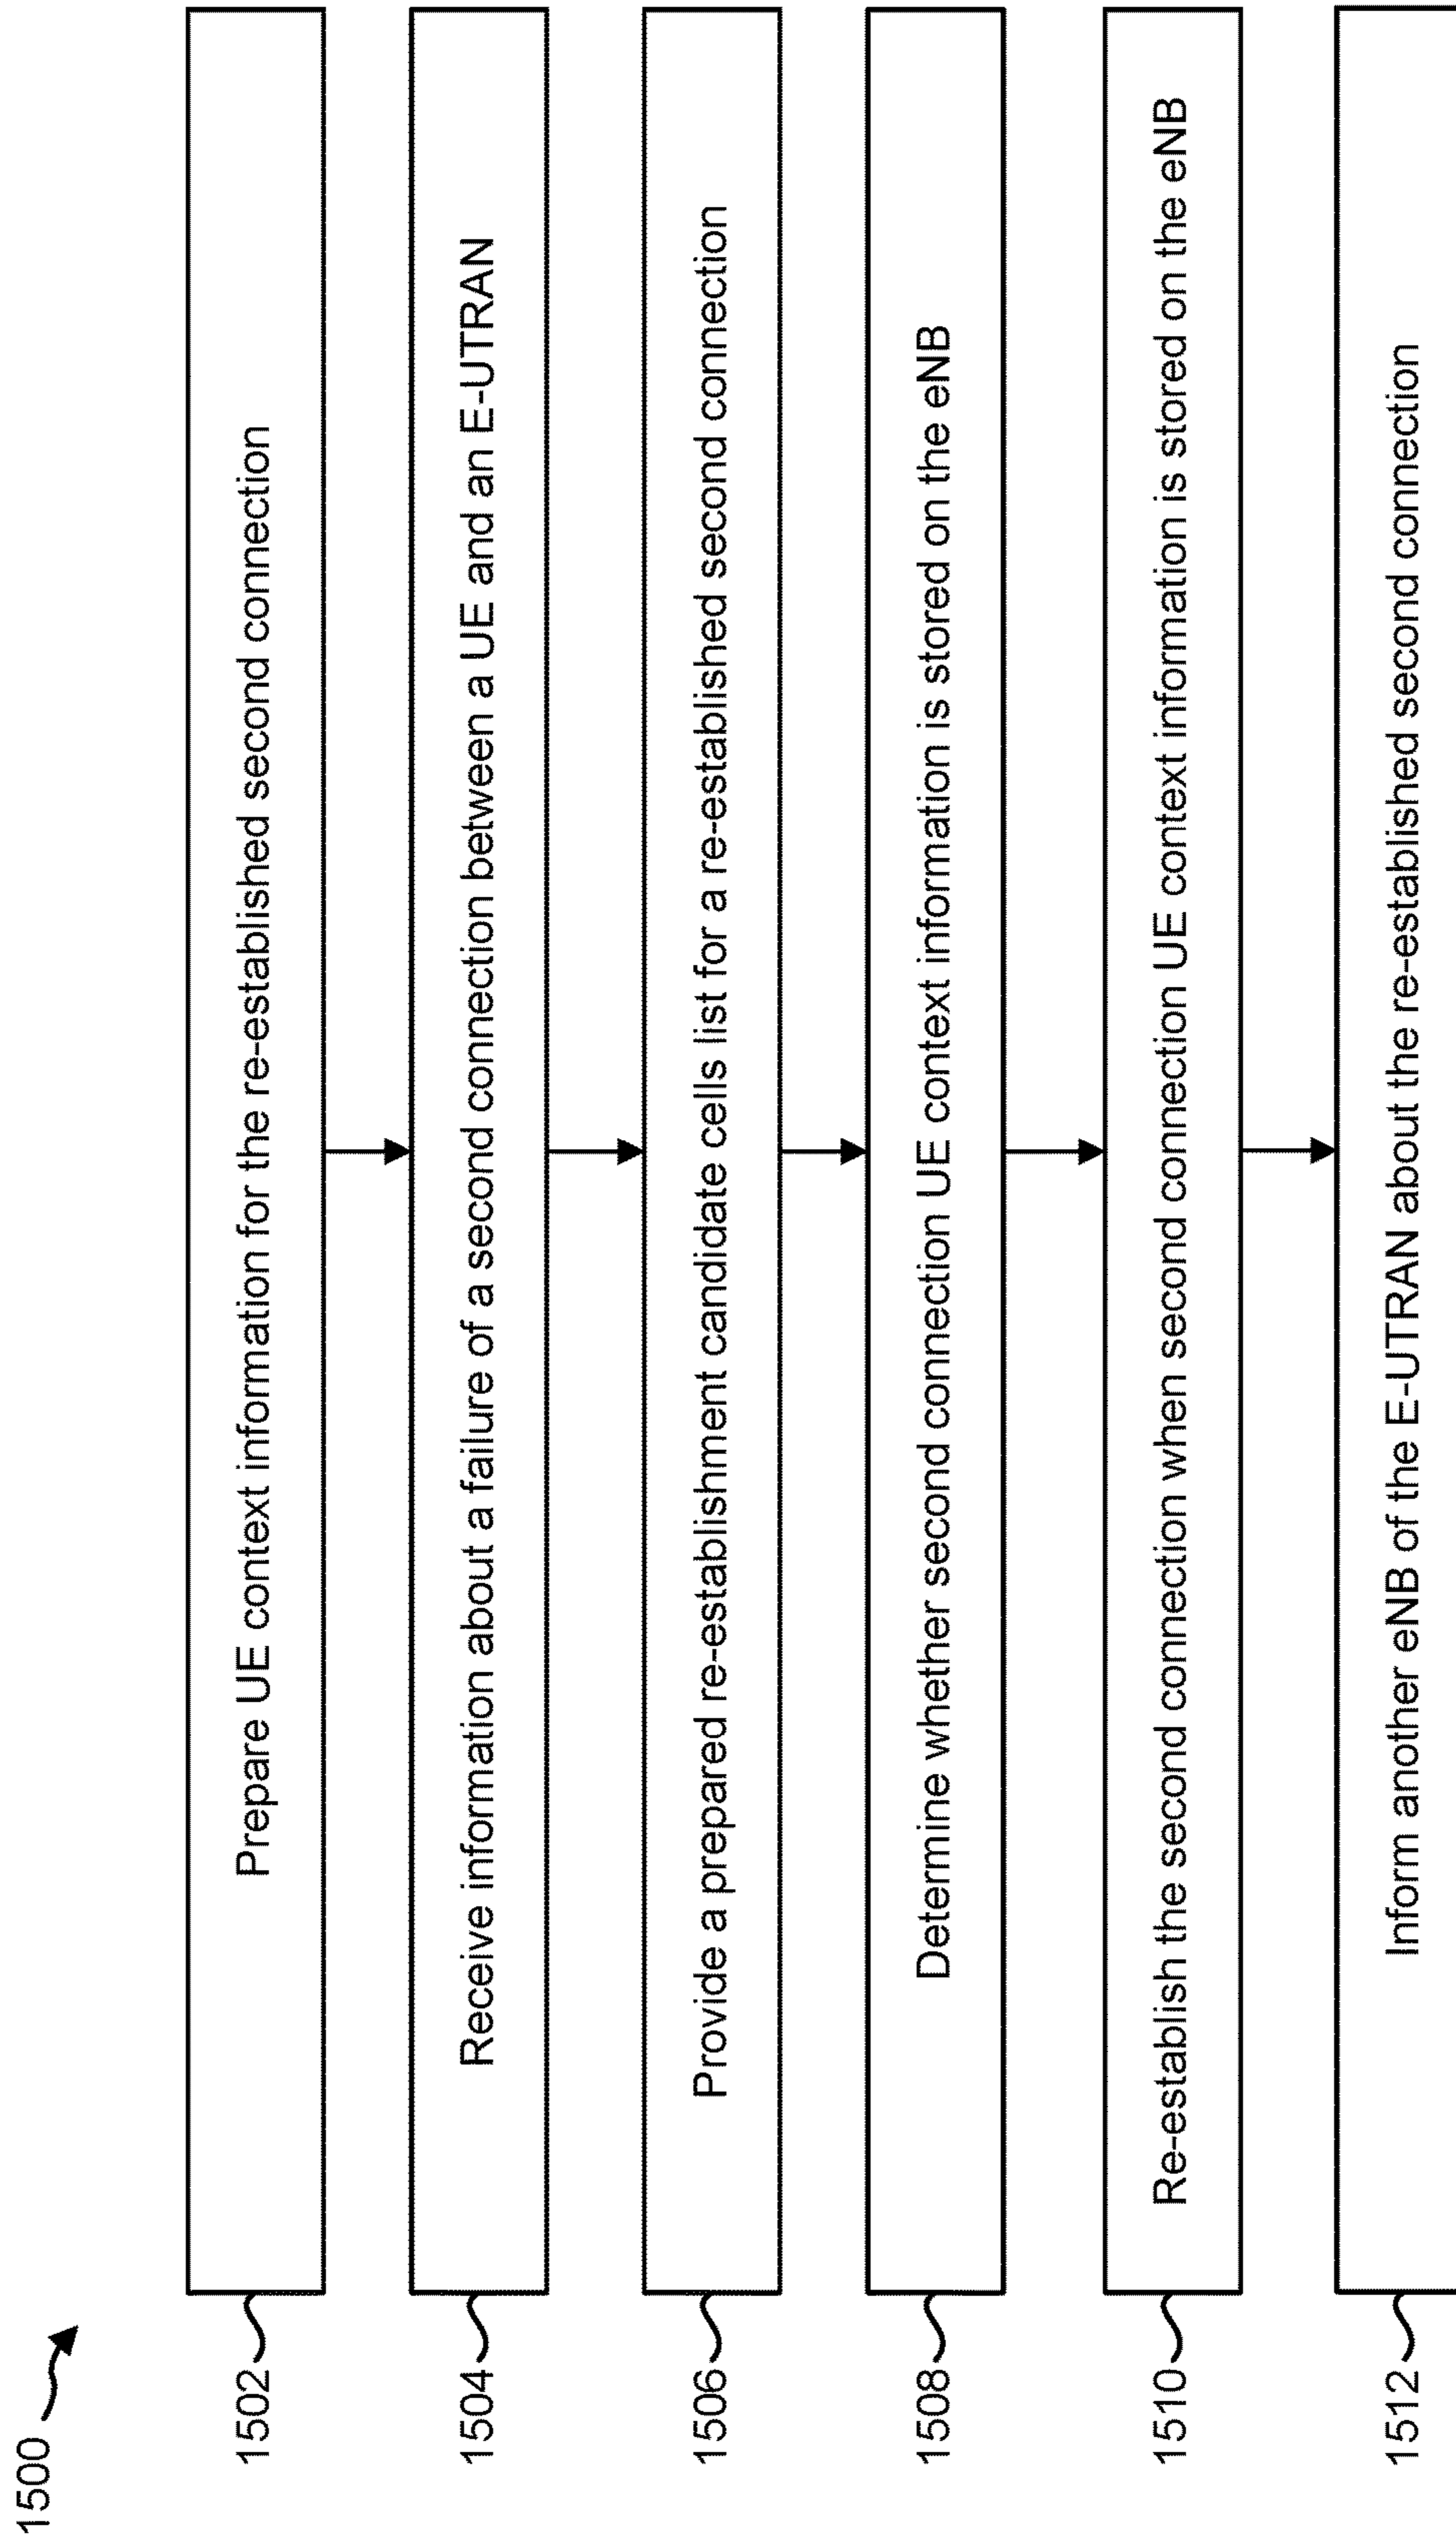 1500
1502
Prepare UE context information for the re-established second connection
1504
Receive information about a failure of a second connection between a UE and an E-UTRAN
1506
Provide a prepared re-establishment candidate cells list for a re-established second connection
1508
Determine whether second connection UE context information is stored on the eNB
1510
Re-establish the second connection when second connection UE context information is stored on the eNB
1512
Inform another eNB of the E-UTRAN about the re-established second connection